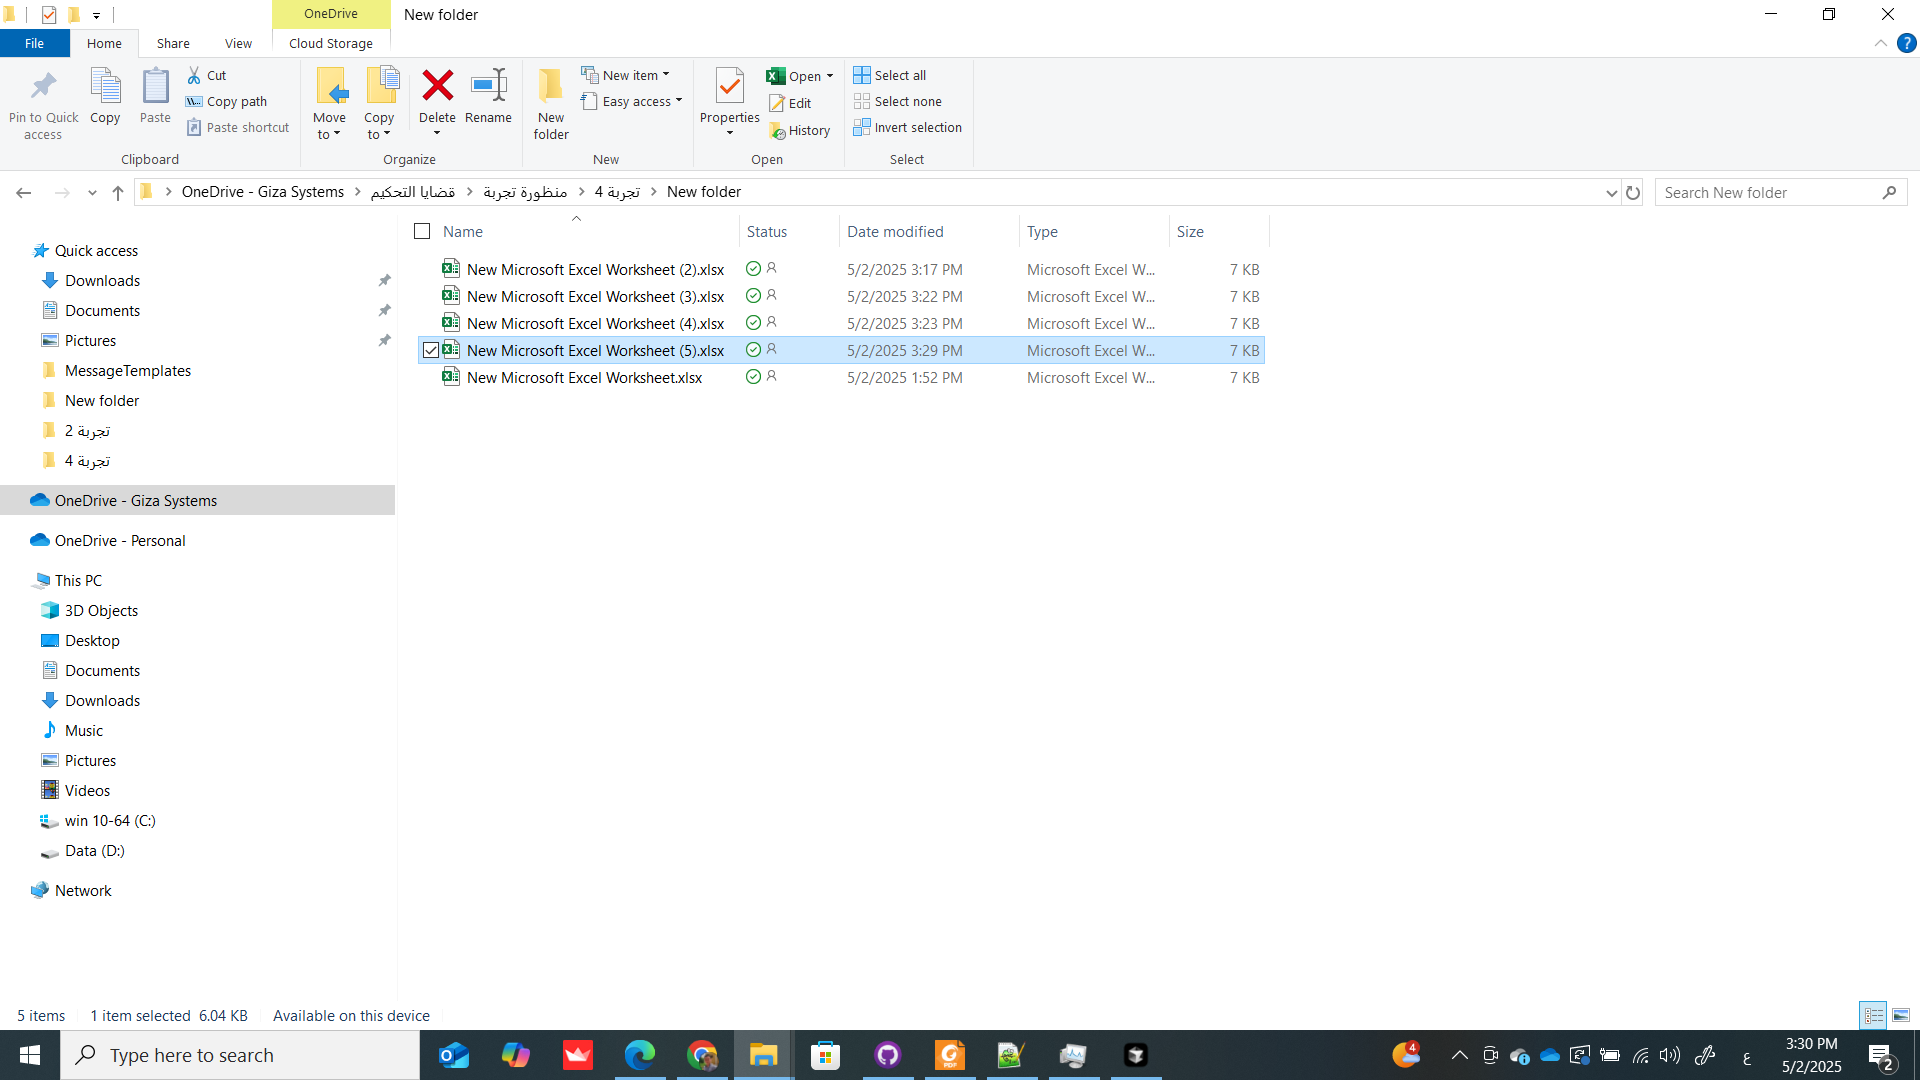 OneDrive
New folder
File
Home
Share
View
Cloud Storage
Pin to Quick access
Copy
Paste
Cut
Copy path
Paste shortcut
Clipboard
Move to
Copy to
Delete
Rename
Organize
New folder
New item
Easy access
New
Properties
Open
Edit
History
Open
Select all
Select none
Invert selection
Select
OneDrive - Giza Systems
قضايا التحكيم
منظورة تجربة
تجربة 4
New folder
Search New folder
Name Status Date modified Type Size
New Microsoft Excel Worksheet (2).xlsx 5/2/2025 3:17 PM Microsoft Excel W... 7 KB
New Microsoft Excel Worksheet (3).xlsx 5/2/2025 3:22 PM Microsoft Excel W... 7 KB
New Microsoft Excel Worksheet (4).xlsx 5/2/2025 3:23 PM Microsoft Excel W... 7 KB
New Microsoft Excel Worksheet (5).xlsx 5/2/2025 3:29 PM Microsoft Excel W... 7 KB
New Microsoft Excel Worksheet.xlsx 5/2/2025 1:52 PM Microsoft Excel W... 7 KB
Quick access
Downloads
Documents
Pictures
MessageTemplates
New folder
تجربة 2
تجربة 4
OneDrive - Giza Systems
OneDrive - Personal
This PC
3D Objects
Desktop
Documents
Downloads
Music
Pictures
Videos
win 10-64 (C:)
Data (D:)
Network
5 items
1 item selected 6.04 KB
Available on this device
Type here to search
PDF
4
ع
3:30 PM
5/2/2025
2